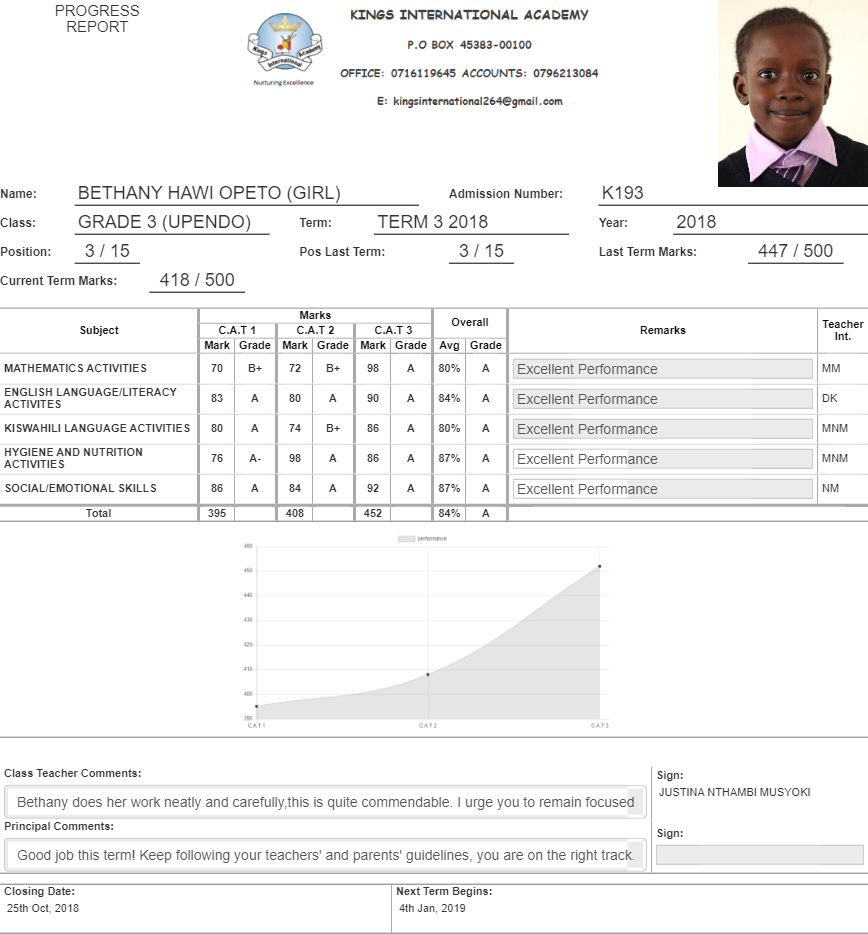 PROGRESS
REPORT
KINGS INTERNATIONAL ACADEMY
P.O BOX 45383-00100
OFFICE: 0716119645 ACCOUNTS: 0796213084
E: kingsinternational264@gmail.com
Kings International Academy
Nurturing Excellence
Name: BETHANY HAWI OPETO (GIRL) Admission Number: K193
Class: GRADE 3 (UPENDO) Term: TERM 3 2018 Year: 2018
Position: 3 / 15 Pos Last Term: 3 / 15 Last Term Marks: 447 / 500
Current Term Marks: 418 / 500
Subject Marks Overall Remarks Teacher Int.
C.A.T 1 C.A.T 2 C.A.T 3
Mark Grade Mark Grade Mark Grade Avg Grade
MATHEMATICS ACTIVITIES 70 B+ 72 B+ 98 A 80% A Excellent Performance MM
ENGLISH LANGUAGE/LITERACY ACTIVITES 83 A 80 A 90 A 84% A Excellent Performance DK
KISWAHILI LANGUAGE ACTIVITIES 80 A 74 B+ 86 A 80% A Excellent Performance MNM
HYGIENE AND NUTRITION ACTIVITIES 76 A- 98 A 86 A 87% A Excellent Performance MNM
SOCIAL/EMOTIONAL SKILLS 86 A 84 A 92 A 87% A Excellent Performance NM
Total 395 408 452 84% A
performance
460
450
440
430
420
410
400
390
C.A.T 1 C.A.T 2 C.A.T 3
Class Teacher Comments:
Bethany does her work neatly and carefully,this is quite commendable. I urge you to remain focused
Sign:
JUSTINA NTHAMBI MUSYOKI
Principal Comments:
Good job this term! Keep following your teachers' and parents' guidelines, you are on the right track.
Sign:
Closing Date: Next Term Begins:
25th Oct, 2018 4th Jan, 2019